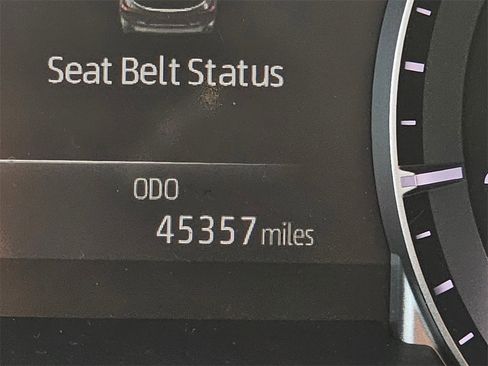 Seat Belt Status
ODO
45357 miles